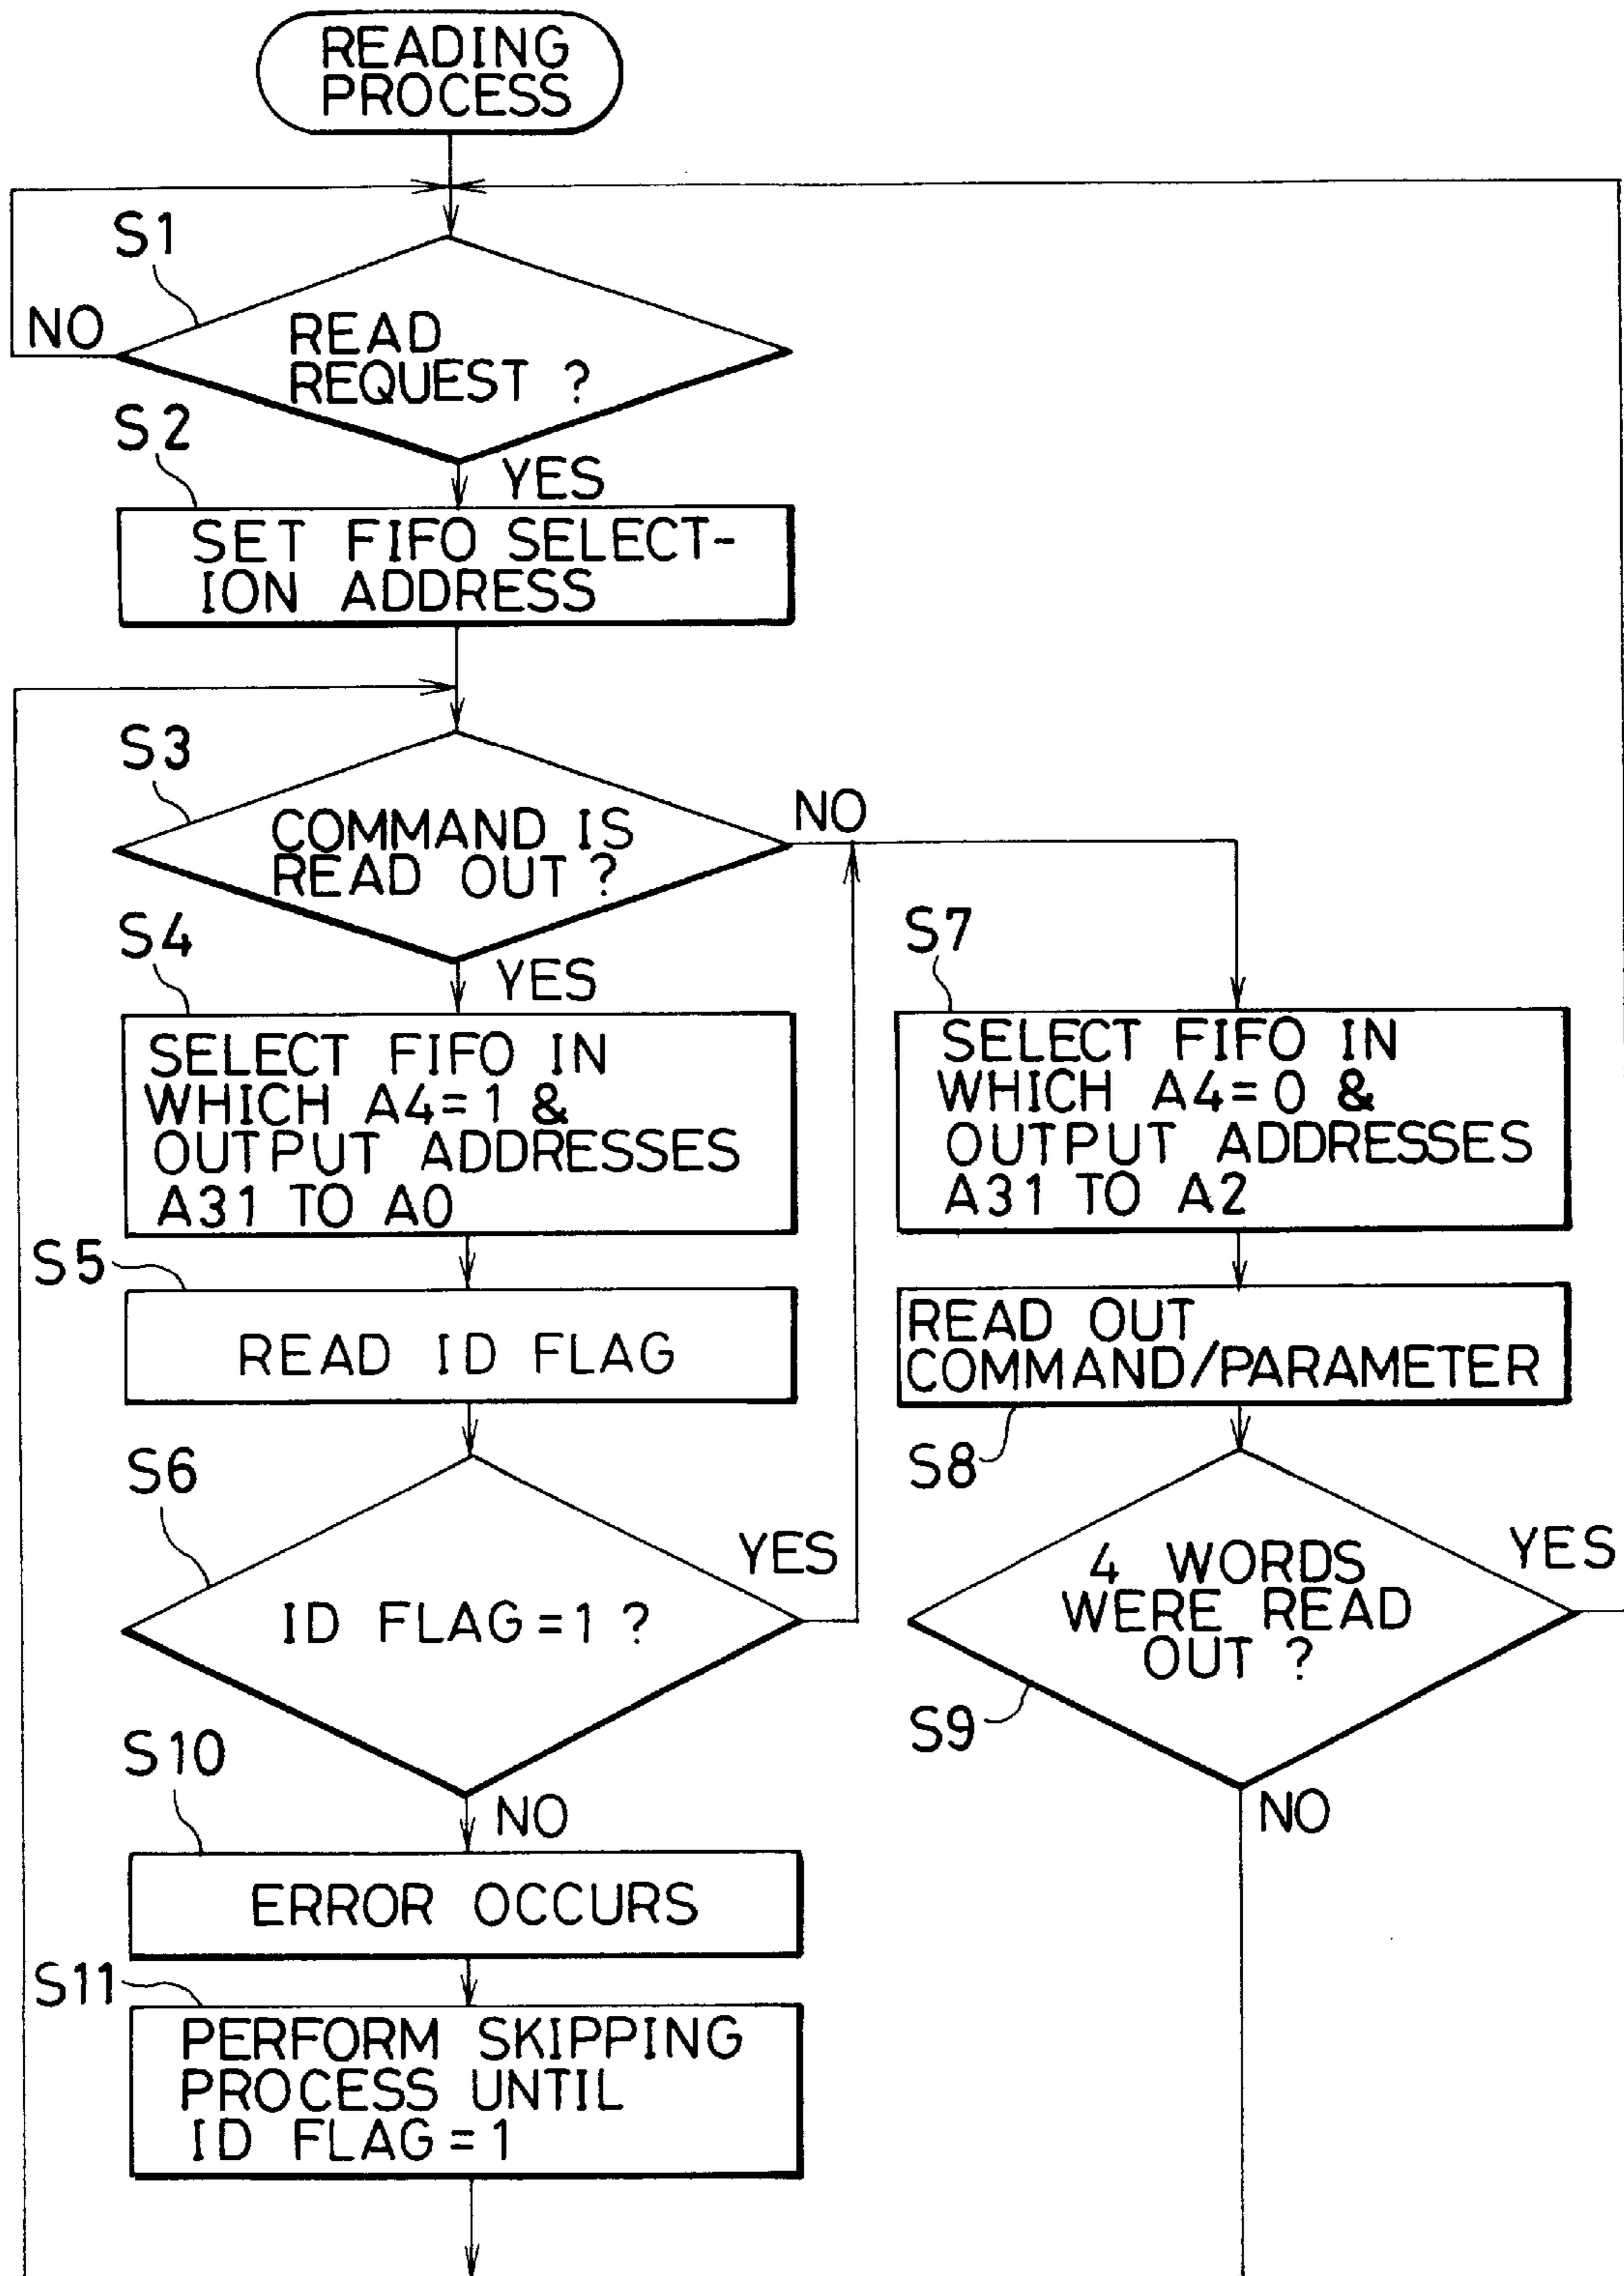 READING
PROCESS
S1
NO
READ
REQUEST ?
S2
YES
SET FIFO SELECT-
ION ADDRESS
S3
COMMAND IS
READ OUT ?
NO
S4
YES
SELECT FIFO IN
WHICH A4=1 &
OUTPUT ADDRESSES
A31 TO A0
S7
SELECT FIFO IN
WHICH A4=0 &
OUTPUT ADDRESSES
A31 TO A2
S5
READ ID FLAG
READ OUT
COMMAND/PARAMETER
S8
S6
ID FLAG=1 ?
YES
4 WORDS
WERE READ
OUT ?
YES
S9
NO
S10
NO
ERROR OCCURS
S11
PERFORM SKIPPING
PROCESS UNTIL
ID FLAG=1